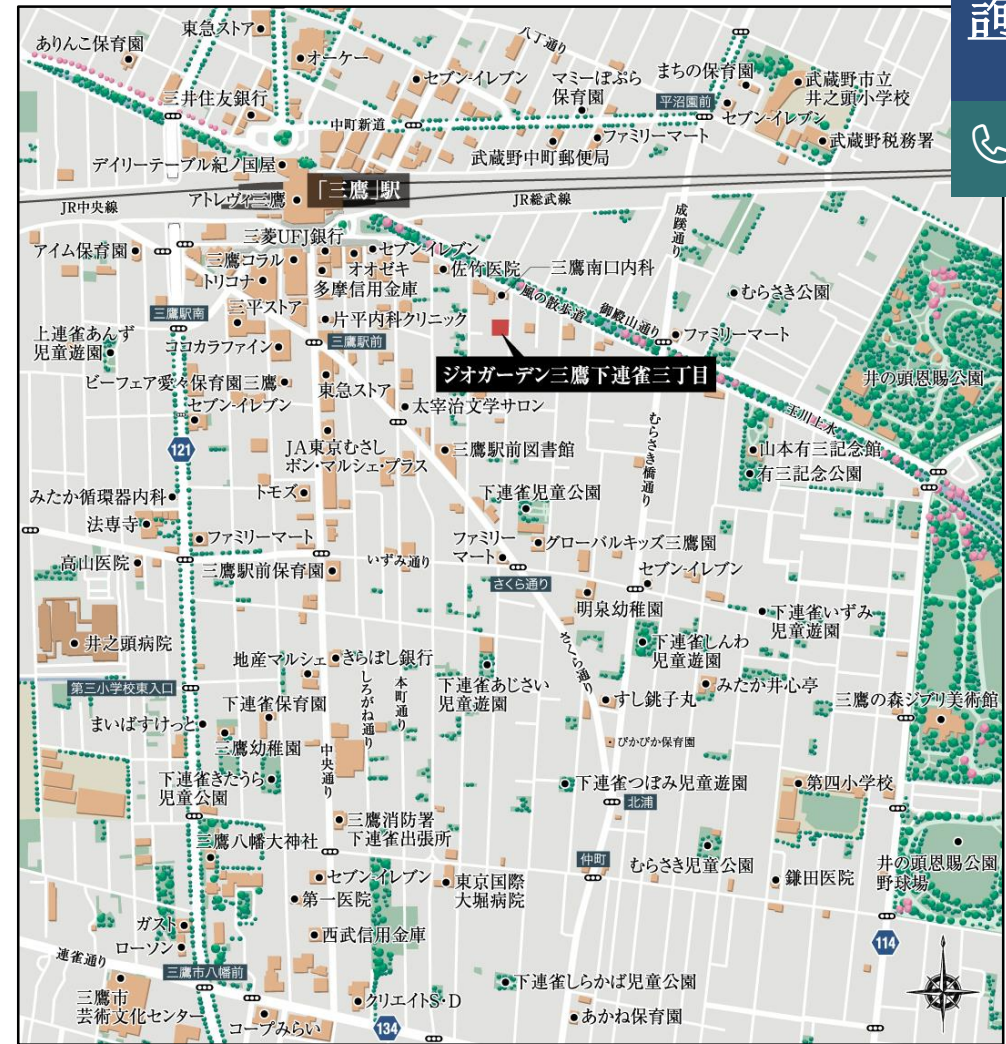 東急ストア
八丁通り
ありんこ保育園
オーケー
セブン-イレブン
マミーぽぷら
保育園
まちの保育園
武蔵野市立
井之頭小学校
三井住友銀行
平沼園前
セブン-イレブン
中町新道
ファミリーマート
武蔵野税務署
武蔵野中町郵便局
デイリーテーブル紀ノ国屋
「三鷹」駅
アトレヴィ三鷹
JR中央線
JR総武線
成蹊通り
三菱UFJ銀行
アイム保育園
三鷹コラル
セブン-イレブン
オオゼキ
佐竹医院
三鷹南口内科
トリコナ
多摩信用金庫
風の散歩道
むらさき公園
三平ストア
片平内科クリニック
御殿山通り
三鷹駅南
ファミリーマート
上連雀あんず
児童遊園
ココカラファイン
三鷹駅前
ジオガーデン三鷹下連雀三丁目
井の頭恩賜公園
ビーフェア愛々保育園三鷹
東急ストア
セブン-イレブン
太宰治文学サロン
玉川上水
むらさき橋通り
121
JA東京むさし
ボン・マルシェ・プラス
三鷹駅前図書館
山本有三記念館
有三記念公園
みたか循環器内科
トモズ
下連雀児童公園
法専寺
ファミリーマート
ファミリー
マート
グローバルキッズ三鷹園
高山医院
三鷹駅前保育園
いずみ通り
さくら通り
セブン-イレブン
明泉幼稚園
下連雀いずみ
児童遊園
井之頭病院
下連雀しんわ
児童遊園
さくら通り
地産マルシェ
きらぼし銀行
第三小学校東入口
下連雀あじさい
児童遊園
みたか井心亭
すし銚子丸
三鷹の森ジブリ美術館
本町通り
しろがね通り
下連雀保育園
まいばすけっと
三鷹幼稚園
中央通り
ぴかぴか保育園
下連雀きたうら
児童公園
下連雀つぼみ児童遊園
第四小学校
北浦
三鷹消防署
下連雀出張所
三鷹八幡大神社
仲町
むらさき児童公園
井の頭恩賜公園
野球場
セブン-イレブン
東京国際
大堀病院
鎌田医院
第一医院
ガスト
ローソン
西武信用金庫
114
連雀通り
三鷹市八幡前
三鷹市
芸術文化センター
クリエイトS・D
下連雀しらかば児童公園
コープみらい
134
あかね保育園